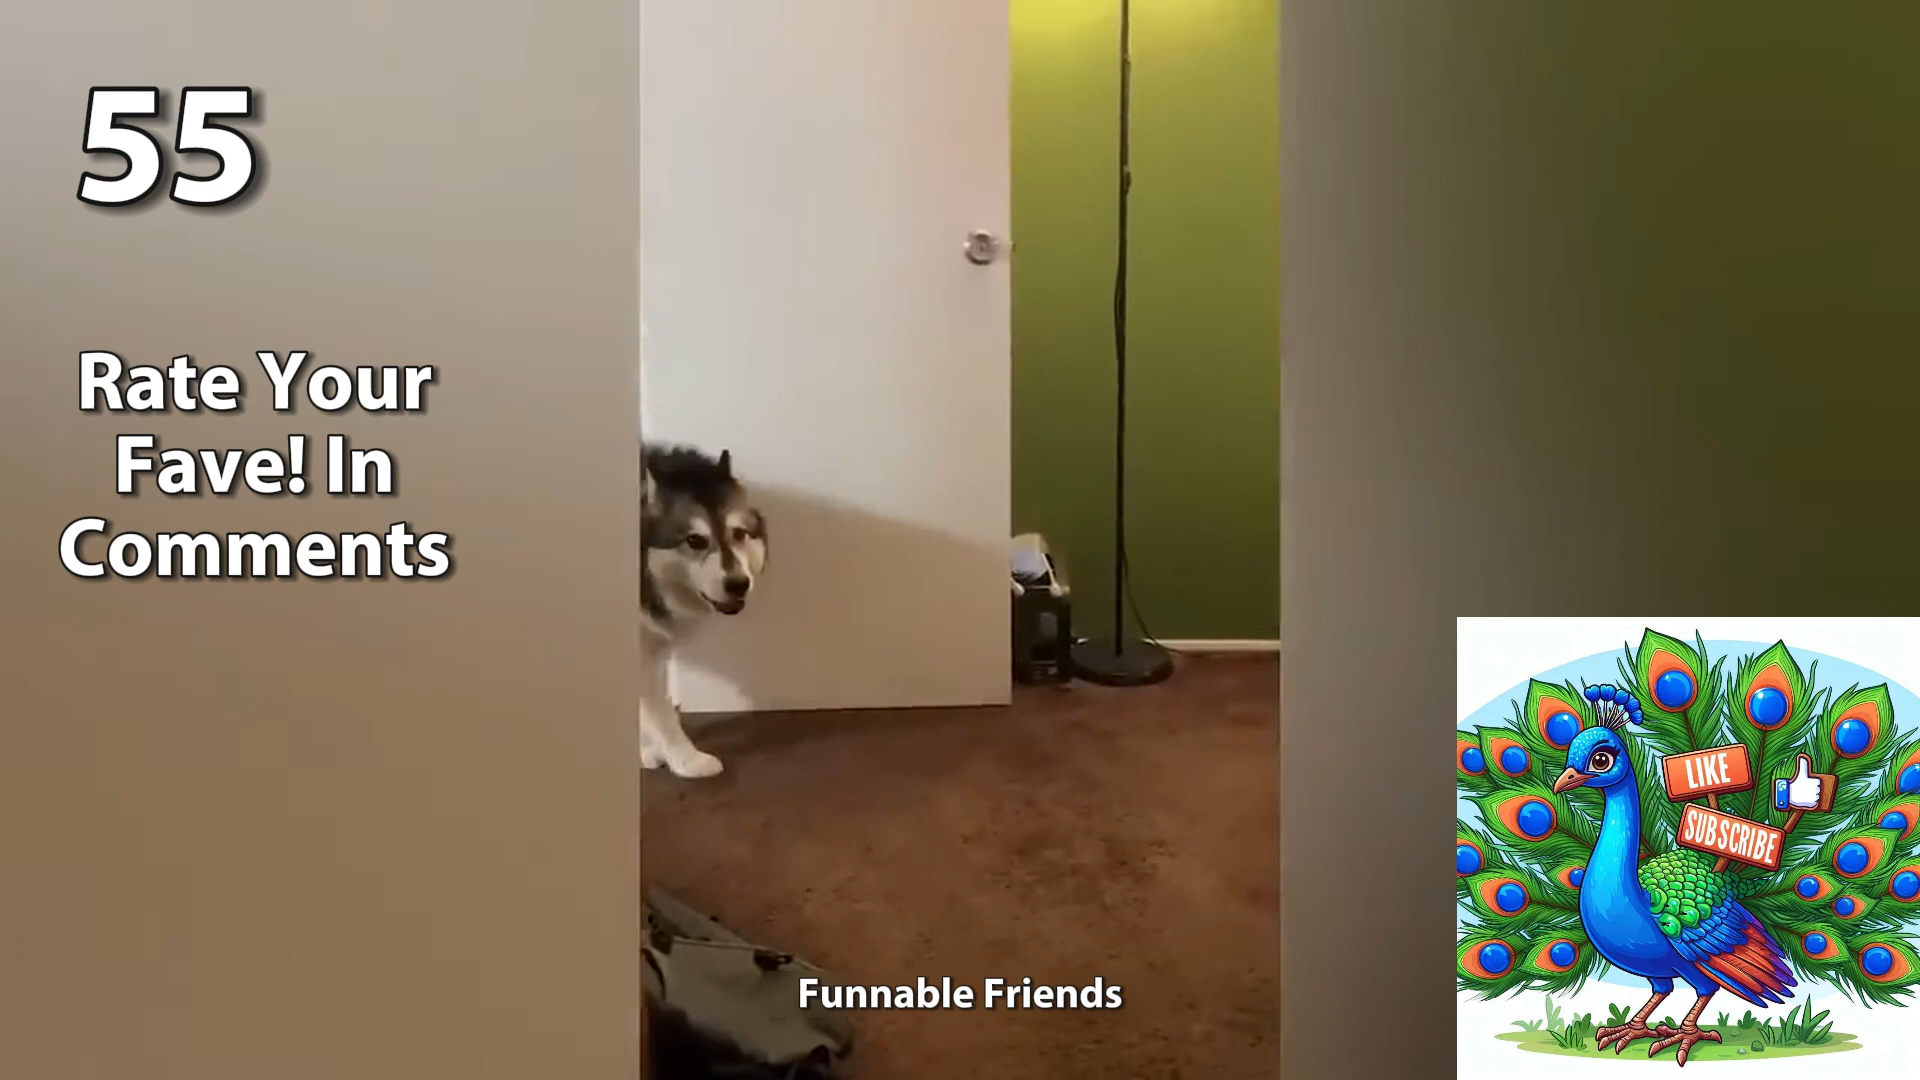 55
Rate Your
Fave! In
Comments
LIKE
SUBSCRIBE
Funnable Friends